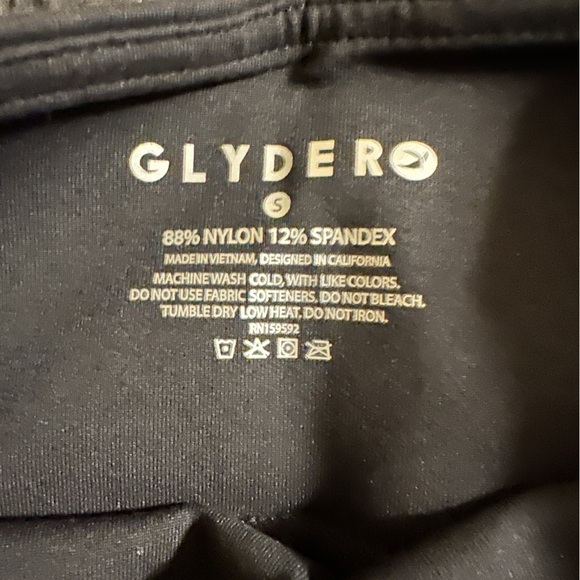 GLYDER
S
88% NYLON 12% SPANDEX
MADE IN VIETNAM, DESIGNED IN CALIFORNIA
MACHINE WASH COLD, WITH LIKE COLORS.
DO NOT USE FABRIC SOFTENERS. DO NOT BLEACH.
TUMBLE DRY LOW HEAT. DO NOT IRON.
RN159592